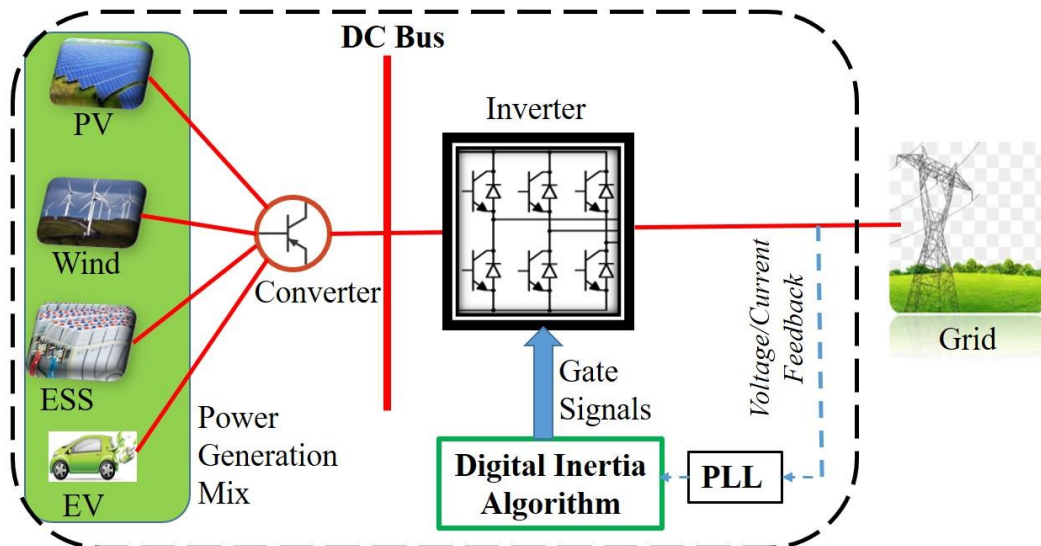 DC Bus
Inverter
PV
Wind
Converter
ESS
EV
Power
Generation
Mix
Gate
Signals
Voltage/Current
Feedback
Grid
Digital Inertia
Algorithm
PLL